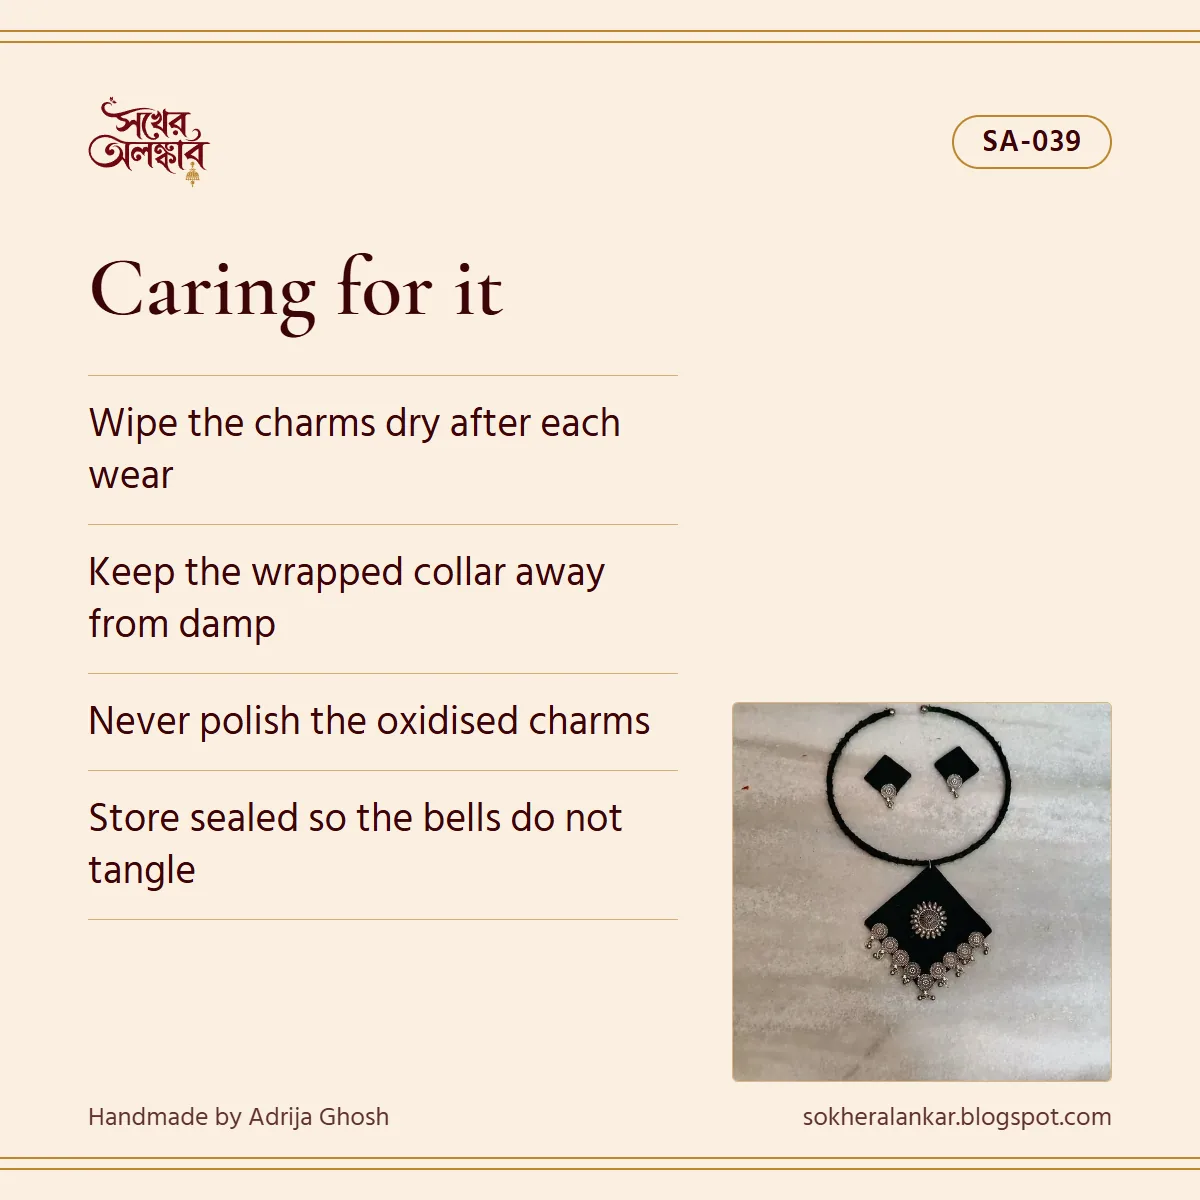 সখের
অলঙ্কার
SA-039
Caring for it
Wipe the charms dry after each
wear
Keep the wrapped collar away
from damp
Never polish the oxidised charms
Store sealed so the bells do not
tangle
Handmade by Adrija Ghosh
sokheralankar.blogspot.com